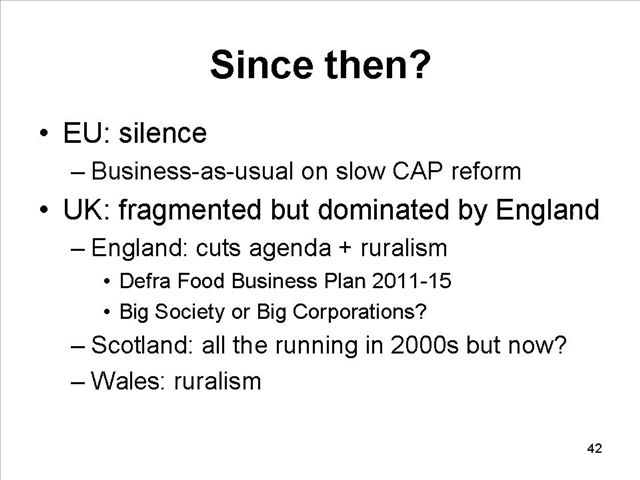 Since then?
• EU: silence
– Business-as-usual on slow CAP reform
• UK: fragmented but dominated by England
– England: cuts agenda + ruralism
• Defra Food Business Plan 2011-15
• Big Society or Big Corporations?
– Scotland: all the running in 2000s but now?
– Wales: ruralism
42